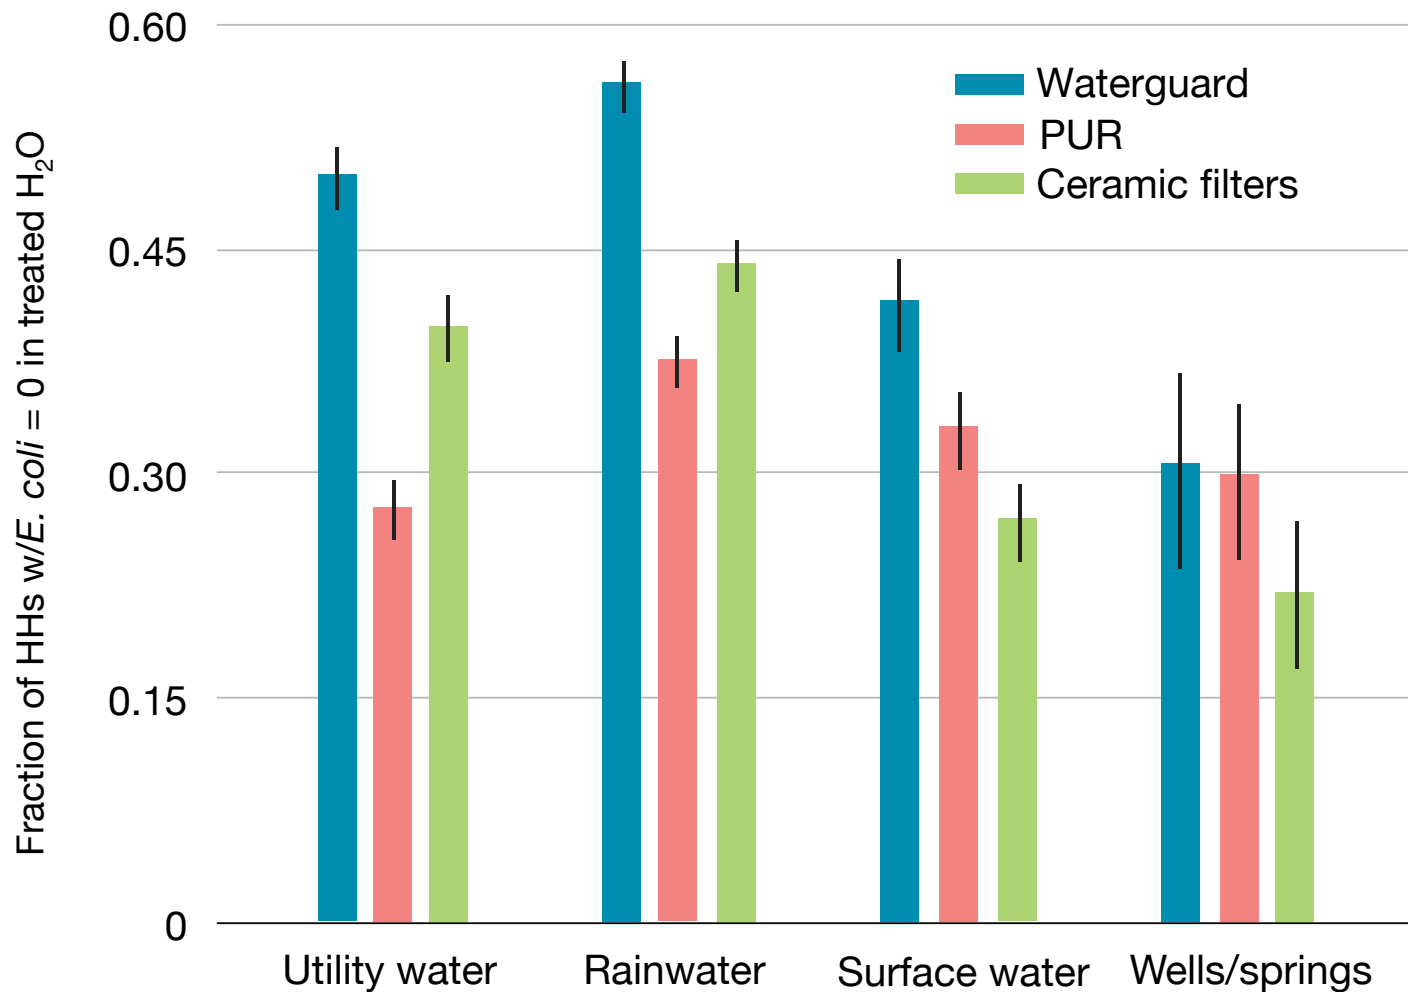 Fraction of HHs w/E. coli = 0 in treated H₂O
0.60
0.45
0.30
0.15
0
Waterguard
PUR
Ceramic filters
Utility water
Rainwater
Surface water
Wells/springs